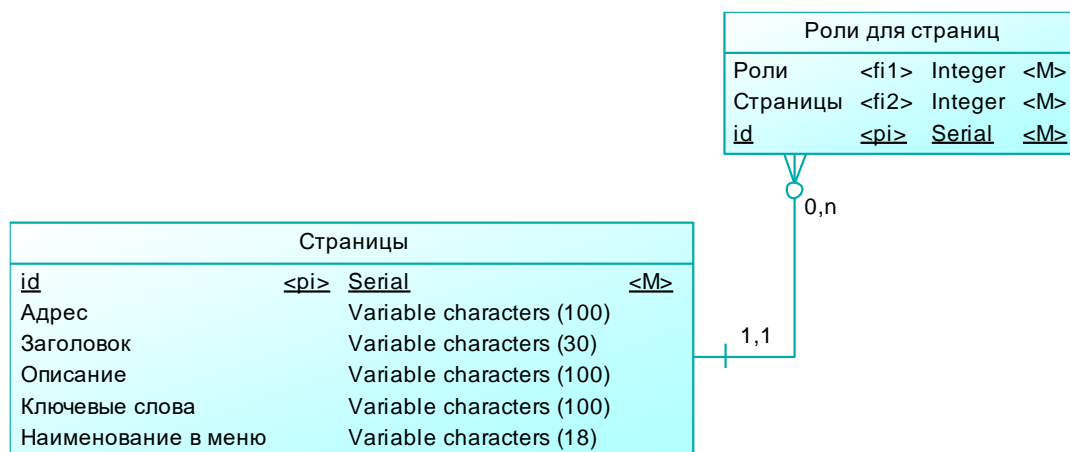 Роли для страниц
Роли <fi1> Integer <M>
Страницы <fi2> Integer <M>
id <pi> Serial <M>
0,n
Страницы
id <pi> Serial <M>
Адрес Variable characters (100)
Заголовок Variable characters (30)
1,1
Описание Variable characters (100)
Ключевые слова Variable characters (100)
Наименование в меню Variable characters (18)